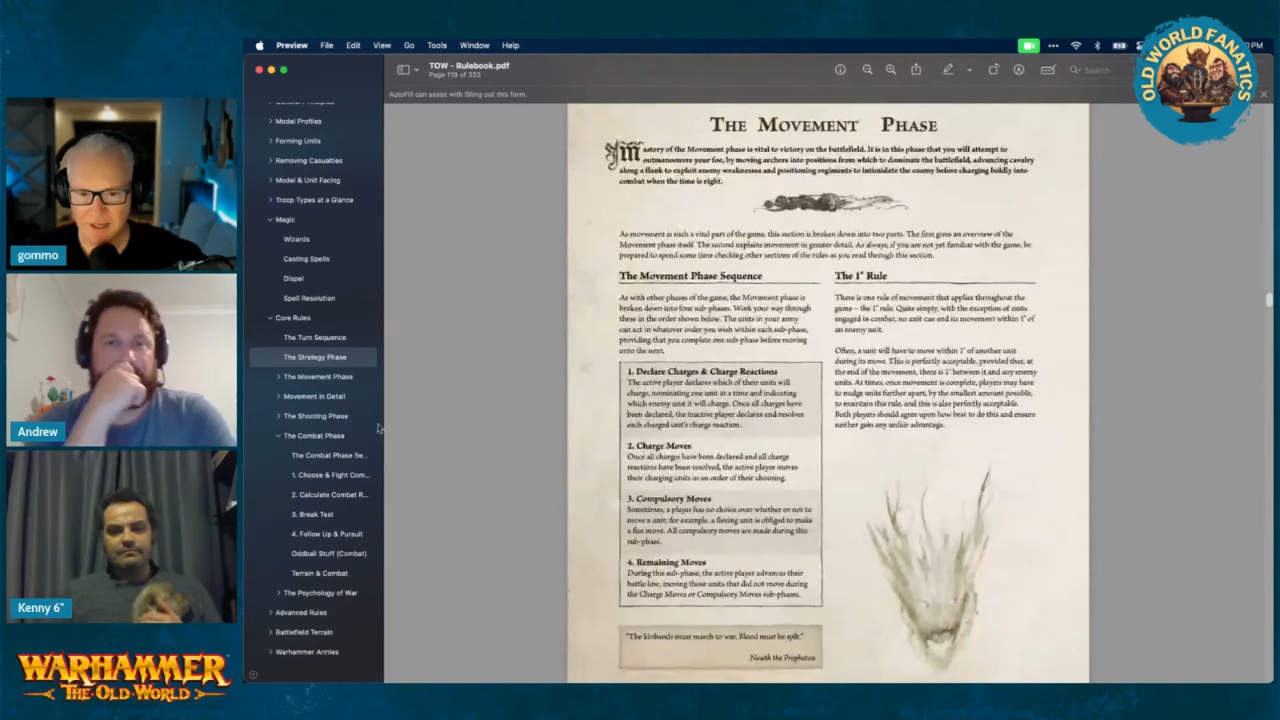 Preview File Edit View Go Tools Window Help
TOW - Rulebook.pdf
Page 119 of 353
Search
AutoFill can assist with filling out this form.
OLD WORLD FANATICS
gommo
Andrew
Kenny 6"
WARHAMMER
THE OLD WORLD
General Principles
Model Profiles
Forming Units
Removing Casualties
Model & Unit Facing
Troop Types at a Glance
Magic
Wizards
Casting Spells
Dispel
Spell Resolution
Core Rules
The Turn Sequence
The Strategy Phase
The Movement Phase
Movement in Detail
The Shooting Phase
The Combat Phase
The Combat Phase Se...
1. Choose & Fight Com...
2. Calculate Combat R...
3. Break Test
4. Follow Up & Pursuit
Oddball Stuff (Combat)
Terrain & Combat
The Psychology of War
Advanced Rules
Battlefield Terrain
Warhammer Armies
THE MOVEMENT PHASE
Mastery of the Movement phase is vital to victory on the battlefield. It is in this phase that you will attempt to
outmanoeuvre your foe, by moving archers into positions from which to dominate the battlefield, advancing cavalry
along a flank to exploit enemy weaknesses and positioning regiments to intimidate the enemy before charging boldly into
combat when the time is right.
As movement is such a vital part of the game, this section is broken down into two parts. The first gives an overview of the
Movement phase itself. The second explains movement in greater detail. As always, if you are not yet familiar with the game, be
prepared to spend some time checking other sections of the rules as you read through this section.
The Movement Phase Sequence
As with other phases of the game, the Movement phase is
broken down into four sub-phases. Work your way through
these in the order shown below. The units in your army
can act in whatever order you wish within each sub-phase,
providing that you complete one sub-phase before moving
onto the next.
1. Declare Charges & Charge Reactions
The active player declares which of their units will
charge, nominating one unit at a time and indicating
which enemy unit it will charge. Once all charges have
been declared, the inactive player declares and resolves
each charged unit's charge reaction.
2. Charge Moves
Once all charges have been declared and all charge
reactions have been resolved, the active player moves
their charging units in an order of their choosing.
3. Compulsory Moves
Sometimes, a player has no choice over whether or not to
move a unit; for example, a fleeing unit is obliged to make
a flee move. All compulsory moves are made during this
sub-phase.
4. Remaining Moves
During this sub-phase, the active player advances their
battle line, moving those units that did not move during
the Charge Moves or Compulsory Moves sub-phases.
"The kinbands must march to war. Blood must be spilt."
Naieth the Prophetess
The 1" Rule
There is one rule of movement that applies throughout the
game – the 1" rule. Quite simply, with the exception of units
engaged in combat, no unit can end its movement within 1" of
an enemy unit.
Often, a unit will have to move within 1" of another unit
during its move. This is perfectly acceptable, provided that, at
the end of the movement, there is 1" between it and any enemy
units. At times, once movement is complete, players may have
to nudge units further apart, by the smallest amount possible,
to maintain this rule, and this is also perfectly acceptable.
Both players should agree upon how best to do this and ensure
neither gain any unfair advantage.